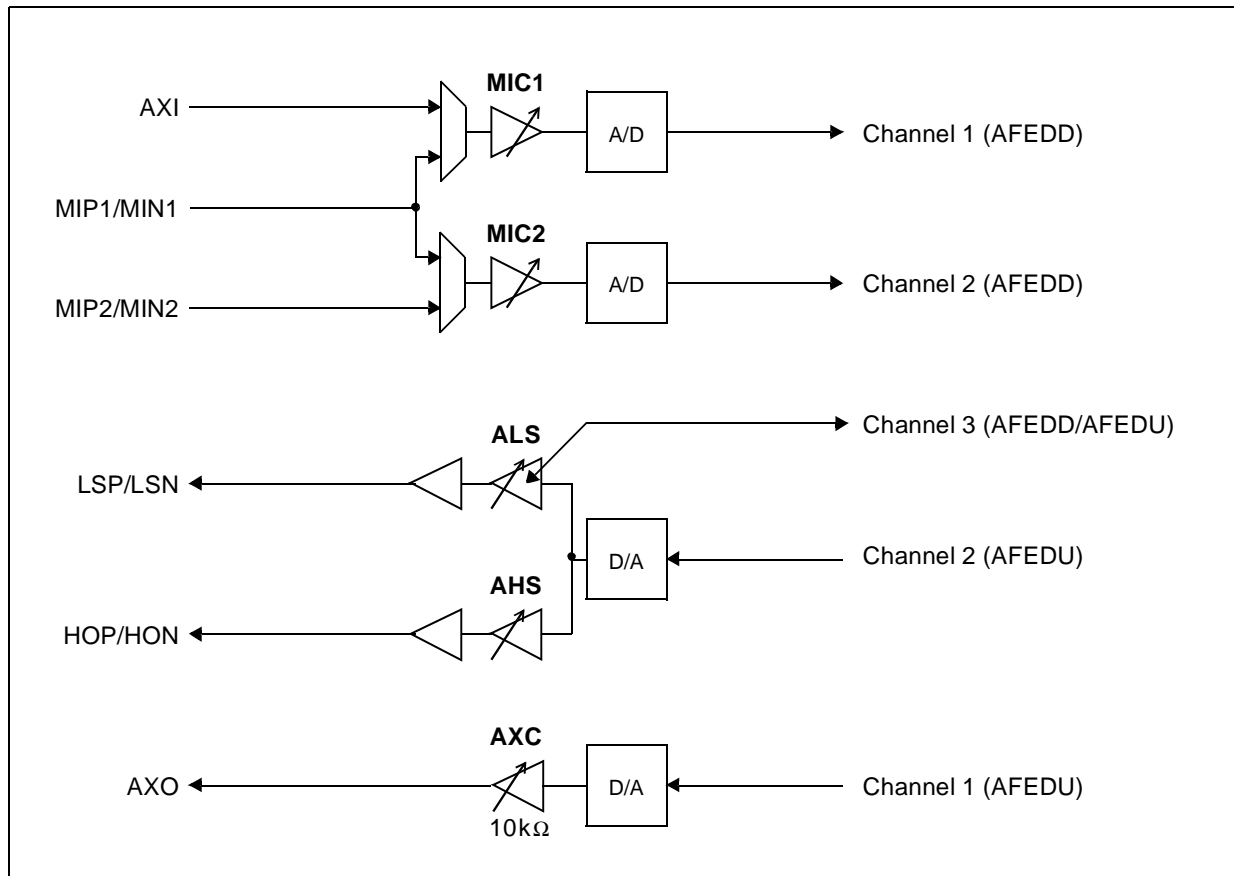 MIC1
AXI
A/D
Channel 1 (AFEDD)
MIP1/MIN1
MIC2
A/D
Channel 2 (AFEDD)
MIP2/MIN2
Channel 3 (AFEDD/AFEDU)
ALS
LSP/LSN
D/A
Channel 2 (AFEDU)
AHS
HOP/HON
AXC
AXO
D/A
Channel 1 (AFEDU)
10kΩ